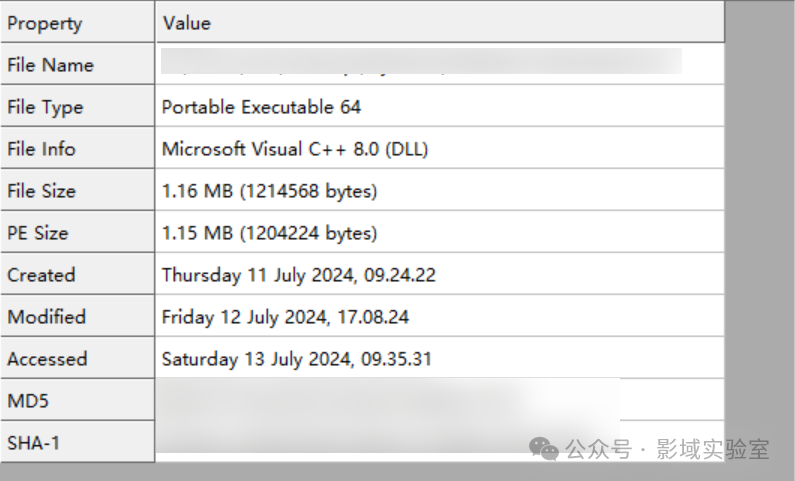 Property Value
File Name
File Type Portable Executable 64
File Info Microsoft Visual C++ 8.0 (DLL)
File Size 1.16 MB (1214568 bytes)
PE Size 1.15 MB (1204224 bytes)
Created Thursday 11 July 2024, 09.24.22
Modified Friday 12 July 2024, 17.08.24
Accessed Saturday 13 July 2024, 09.35.31
MD5
SHA-1
公众号 · 影域实验室